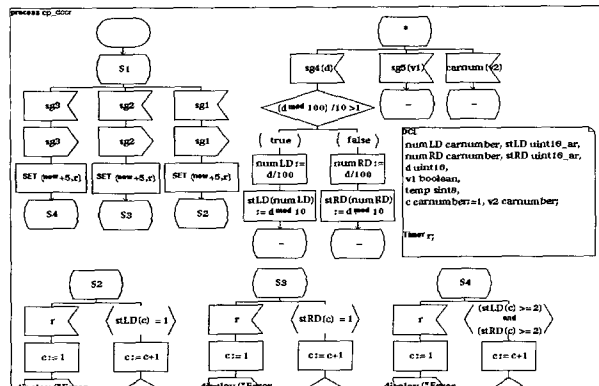 process cp_door
S1
*
sg4(d)
sg5(v1)
carnum(v2)
sg3
sg2
sg1
(d mod 100) /10 >1
sg3
sg2
sg1
( true )
( false )
SET (now+5,r)
SET (now+5,r)
SET (now+5,r)
numLD :=
d/100
numRD :=
d/100
stLD(numLD)
:= d mod 10
stRD(numRD)
:= d mod 10
S4
S3
S2
-
-
-
-
DCL
numLD carnumber, stLD uint16_ar,
numRD carnumber, stRD uint16_ar,
d uint16,
v1 boolean,
temp sint8,
c carnumber:=1, v2 carnumber;
Timer r;
S2
S3
S4
r
stLD(c) = 1
r
stRD(c) = 1
r
(stLD(c) >=2)
and
(stRD(c) >=2)
c := 1
c := c+1
c := 1
c := c+1
c := 1
c := c+1